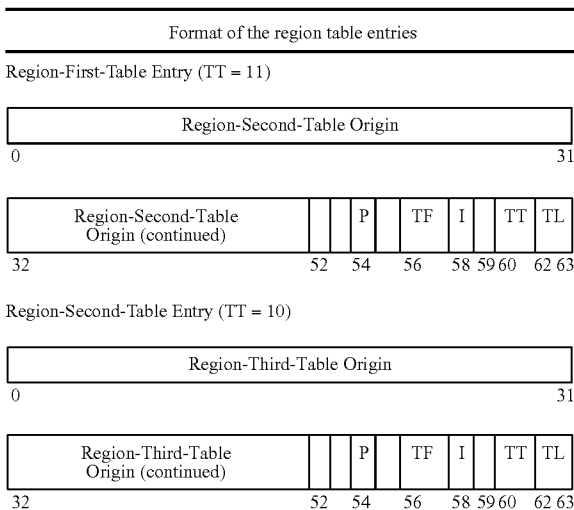 Format of the region table entries
Region-First-Table Entry (TT = 11)
Region-Second-Table Origin
0 31
Region-Second-Table P TF I TT TL
Origin (continued)
32 52 54 56 58 59 60 62 63
Region-Second-Table Entry (TT = 10)
Region-Third-Table Origin
0 31
Region-Third-Table P TF I TT TL
Origin (continued)
32 52 54 56 58 59 60 62 63